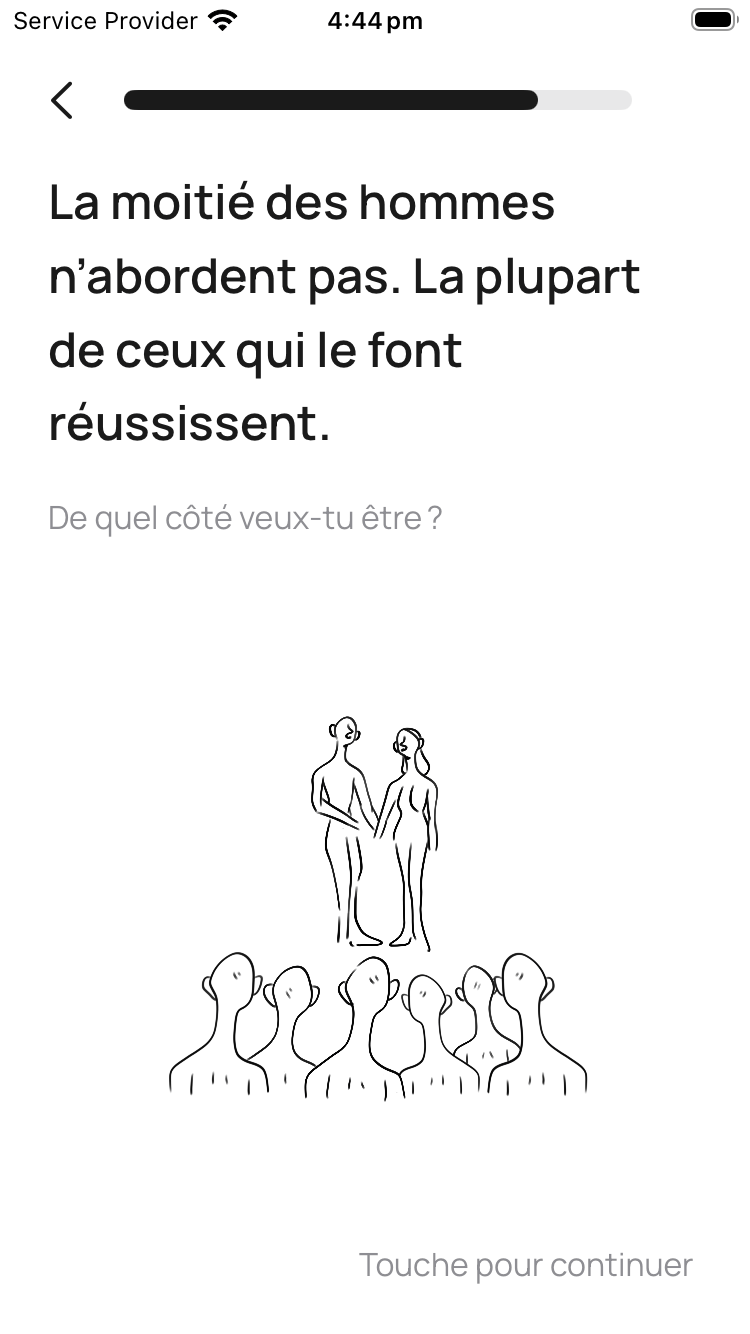 Service Provider 4:44 pm
La moitié des hommes
n’abordent pas. La plupart
de ceux qui le font
réussissent.
De quel côté veux-tu être ?
Touche pour continuer